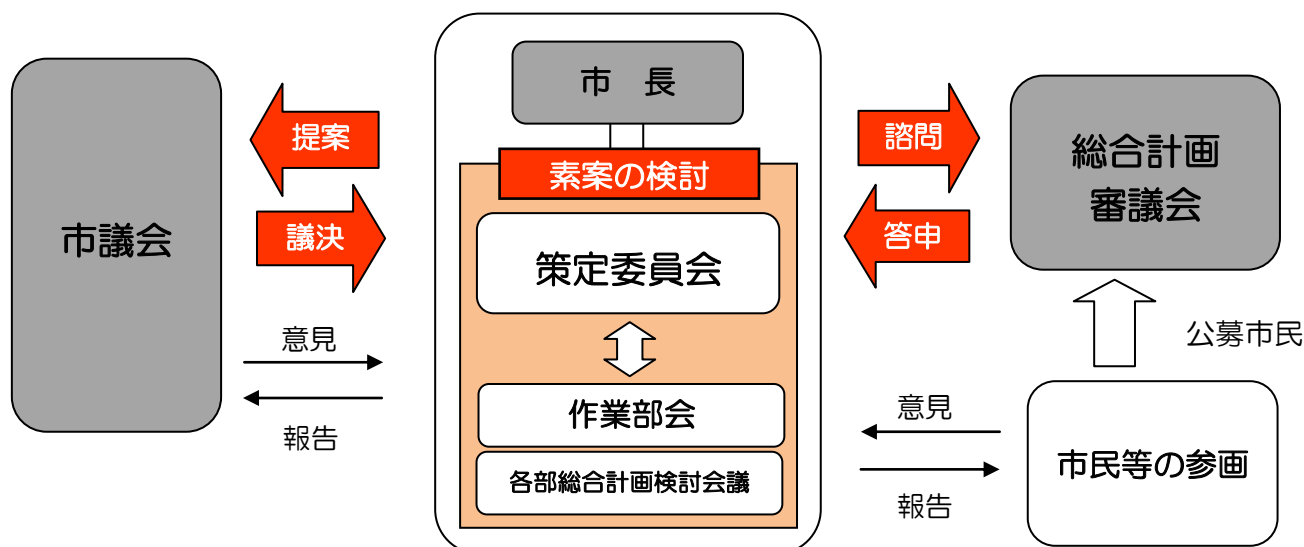 市議会
提案
議決
意見
報告
市　長
素案の検討
策定委員会
作業部会
各部総合計画検討会議
諮問
答申
総合計画
審議会
公募市民
意見
報告
市民等の参画